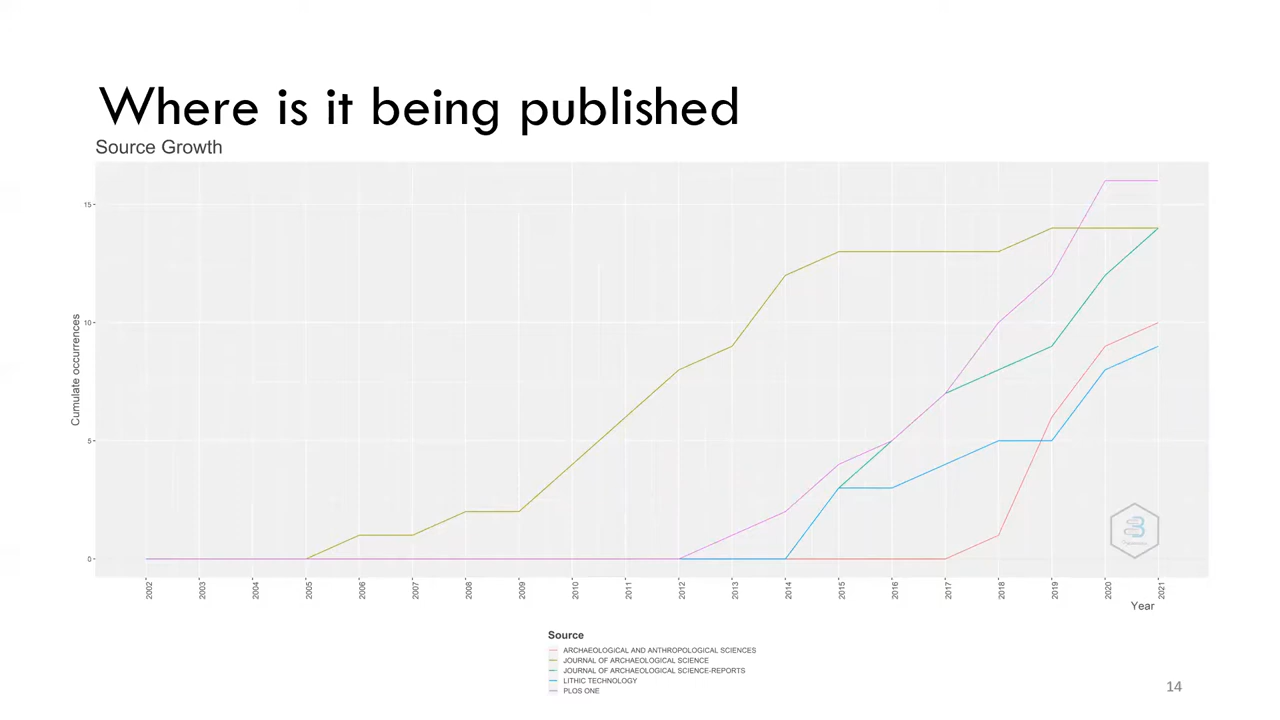 Where is it being published
Source Growth
15
10
5
0
Cumulate occurrences
2002 2003 2004 2005 2006 2007 2008 2009 2010 2011 2012 2013 2014 2015 2016 2017 2018 2019 2020 2021
Year
Source
ARCHAEOLOGICAL AND ANTHROPOLOGICAL SCIENCES
JOURNAL OF ARCHAEOLOGICAL SCIENCE
JOURNAL OF ARCHAEOLOGICAL SCIENCE-REPORTS
LITHIC TECHNOLOGY
PLOS ONE
14